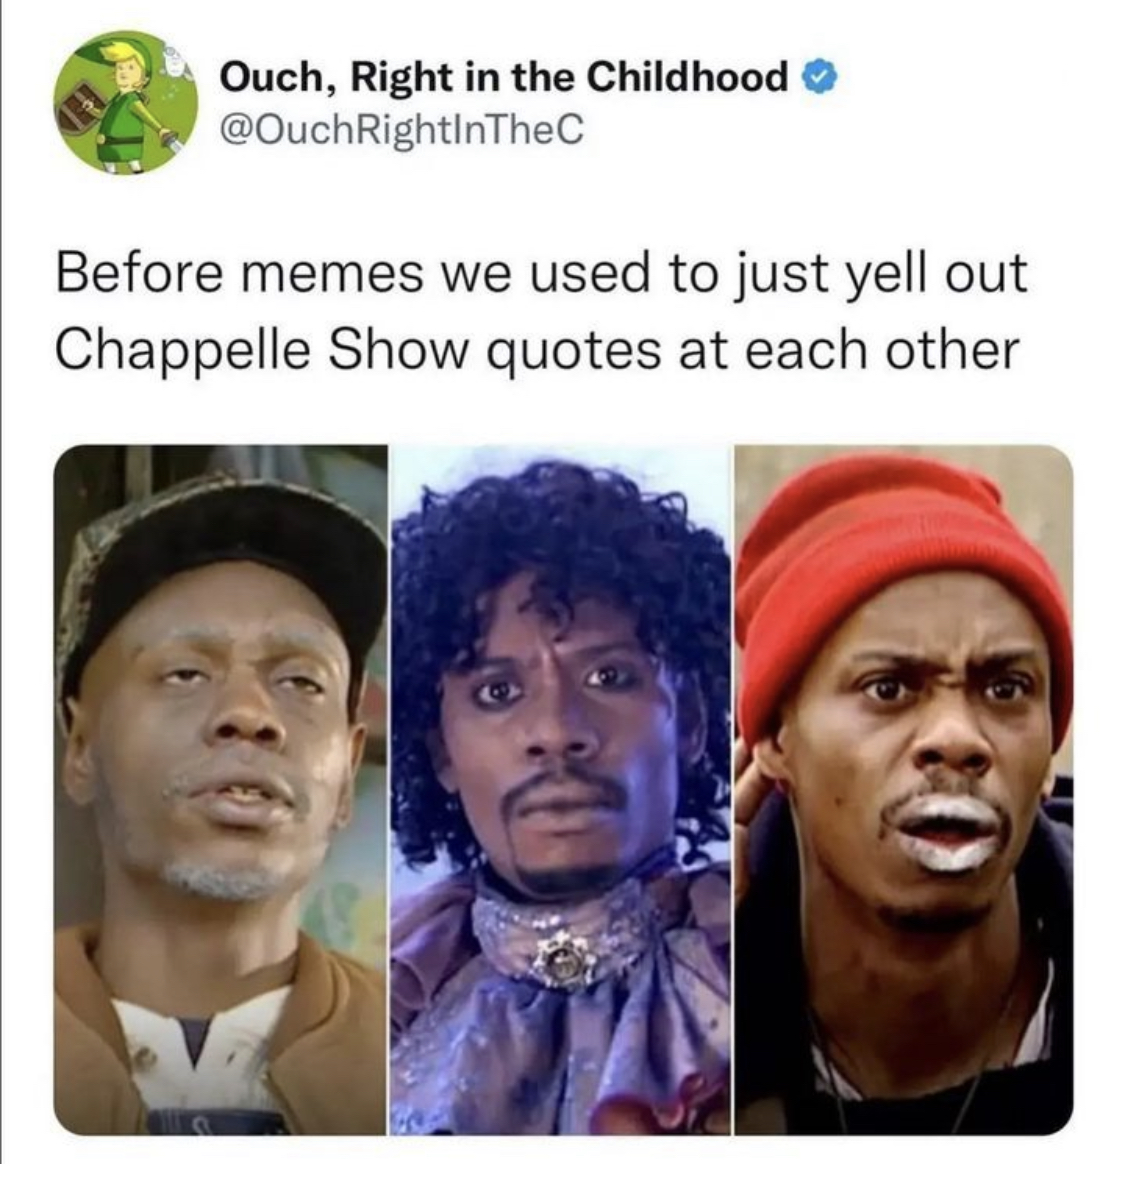 Ouch, Right in the Childhood
@OuchRightInTheC
Before memes we used to just yell out
Chappelle Show quotes at each other